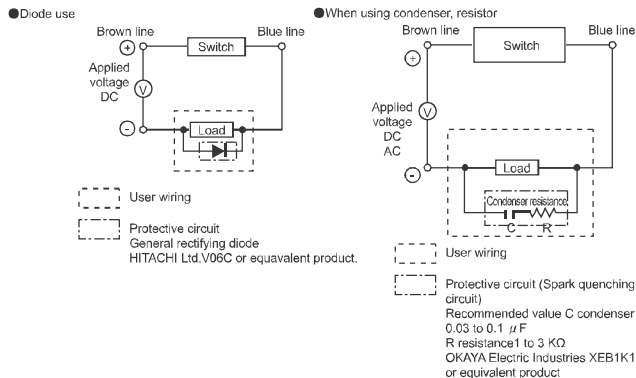 ●Diode use
Brown line
Blue line
+
Switch
Applied
voltage
DC
V
-
Load
User wiring
Protective circuit
General rectifying diode
HITACHI Ltd.V06C or equavalent product.
●When using condenser, resistor
Brown line
Blue line
+
Switch
Applied
voltage
DC
AC
V
-
Load
Condenser resistance
C R
User wiring
Protective circuit (Spark quenching
circuit)
Recommended value C condenser
0.03 to 0.1 μF
R resistance1 to 3 KΩ
OKAYA Electric Industries XEB1K1
or equivalent product